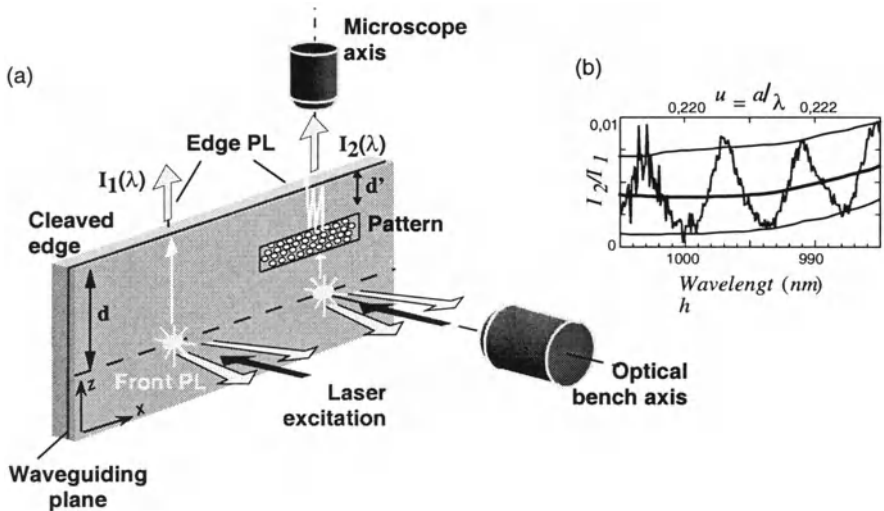 (a)
Microscope
axis
Edge PL
I1(λ)
I2(λ)
d'
Cleaved
edge
Pattern
d
Front PL
z
x
Laser
excitation
Optical
bench axis
Waveguiding
plane
(b)
u = a/λ
0,220 0,222
0,01
I2/I1
0
1000 990
Wavelengt (nm)
h